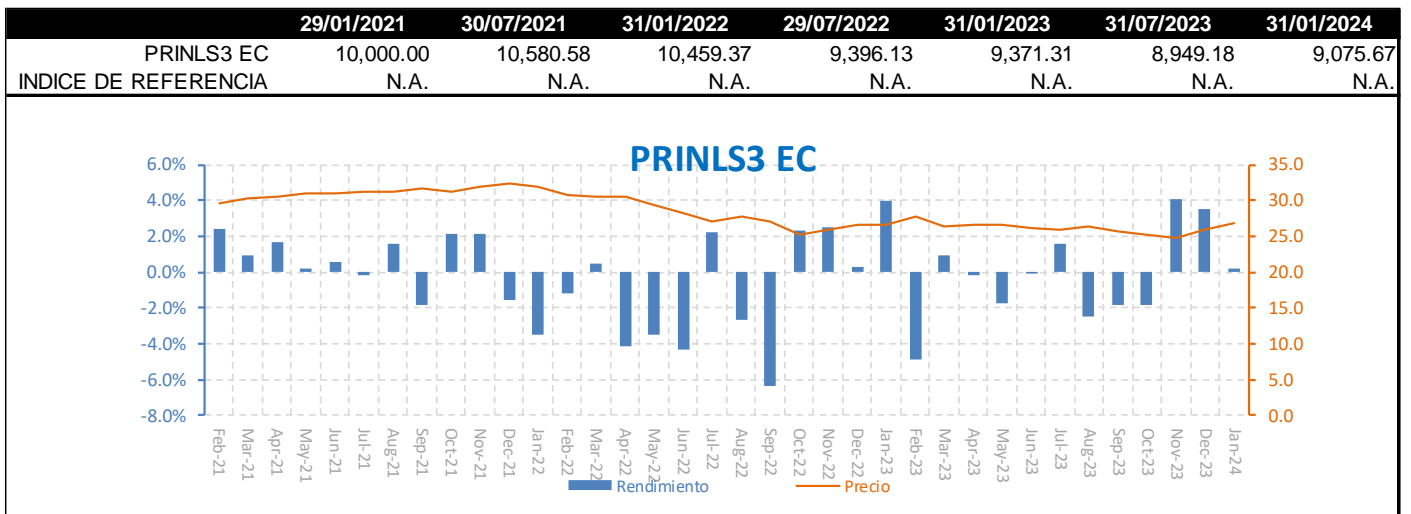 29/01/2021 30/07/2021 31/01/2022 29/07/2022 31/01/2023 31/07/2023 31/01/2024
PRINLS3 EC 10,000.00 10,580.58 10,459.37 9,396.13 9,371.31 8,949.18 9,075.67
INDICE DE REFERENCIA N.A. N.A. N.A. N.A. N.A. N.A. N.A.
PRINLS3 EC
6.0% 35.0
4.0% 30.0
2.0% 25.0
0.0% 20.0
-2.0% 15.0
-4.0% 10.0
-6.0% 5.0
-8.0% 0.0
Feb-21 Mar-21 Apr-21 May-21 Jun-21 Jul-21 Aug-21 Sep-21 Oct-21 Nov-21 Dec-21 Jan-22 Feb-22 Mar-22 Apr-22 May-22 Jun-22 Jul-22 Aug-22 Sep-22 Oct-22 Nov-22 Dec-22 Jan-23 Feb-23 Mar-23 Apr-23 May-23 Jun-23 Jul-23 Aug-23 Sep-23 Oct-23 Nov-23 Dec-23 Jan-24
Rendimiento Precio